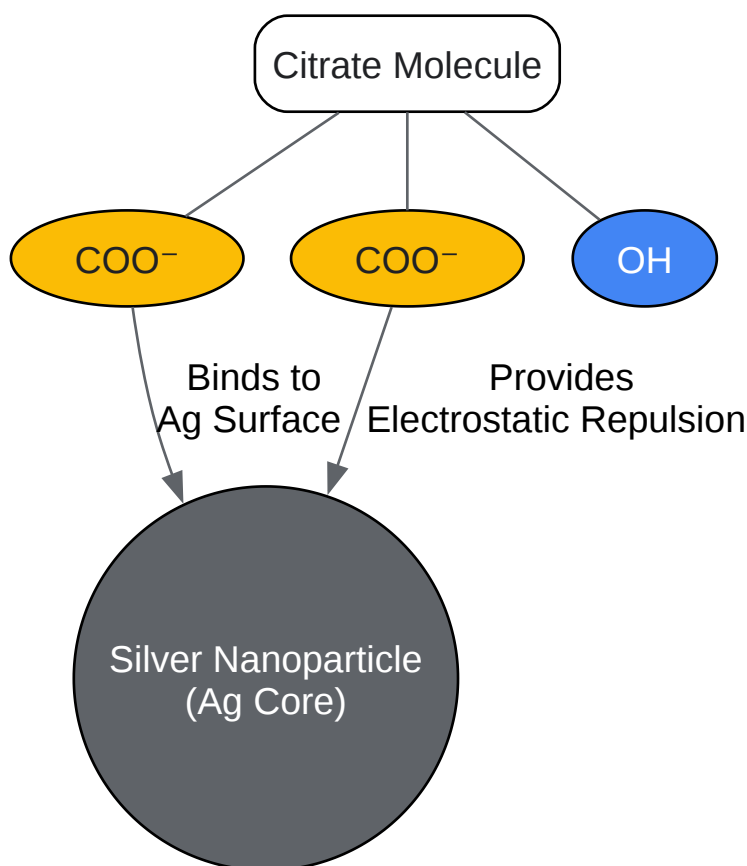 Citrate Molecule
COO⁻
COO⁻
OH
Binds to
Ag Surface
Provides
Electrostatic Repulsion
Silver Nanoparticle
(Ag Core)